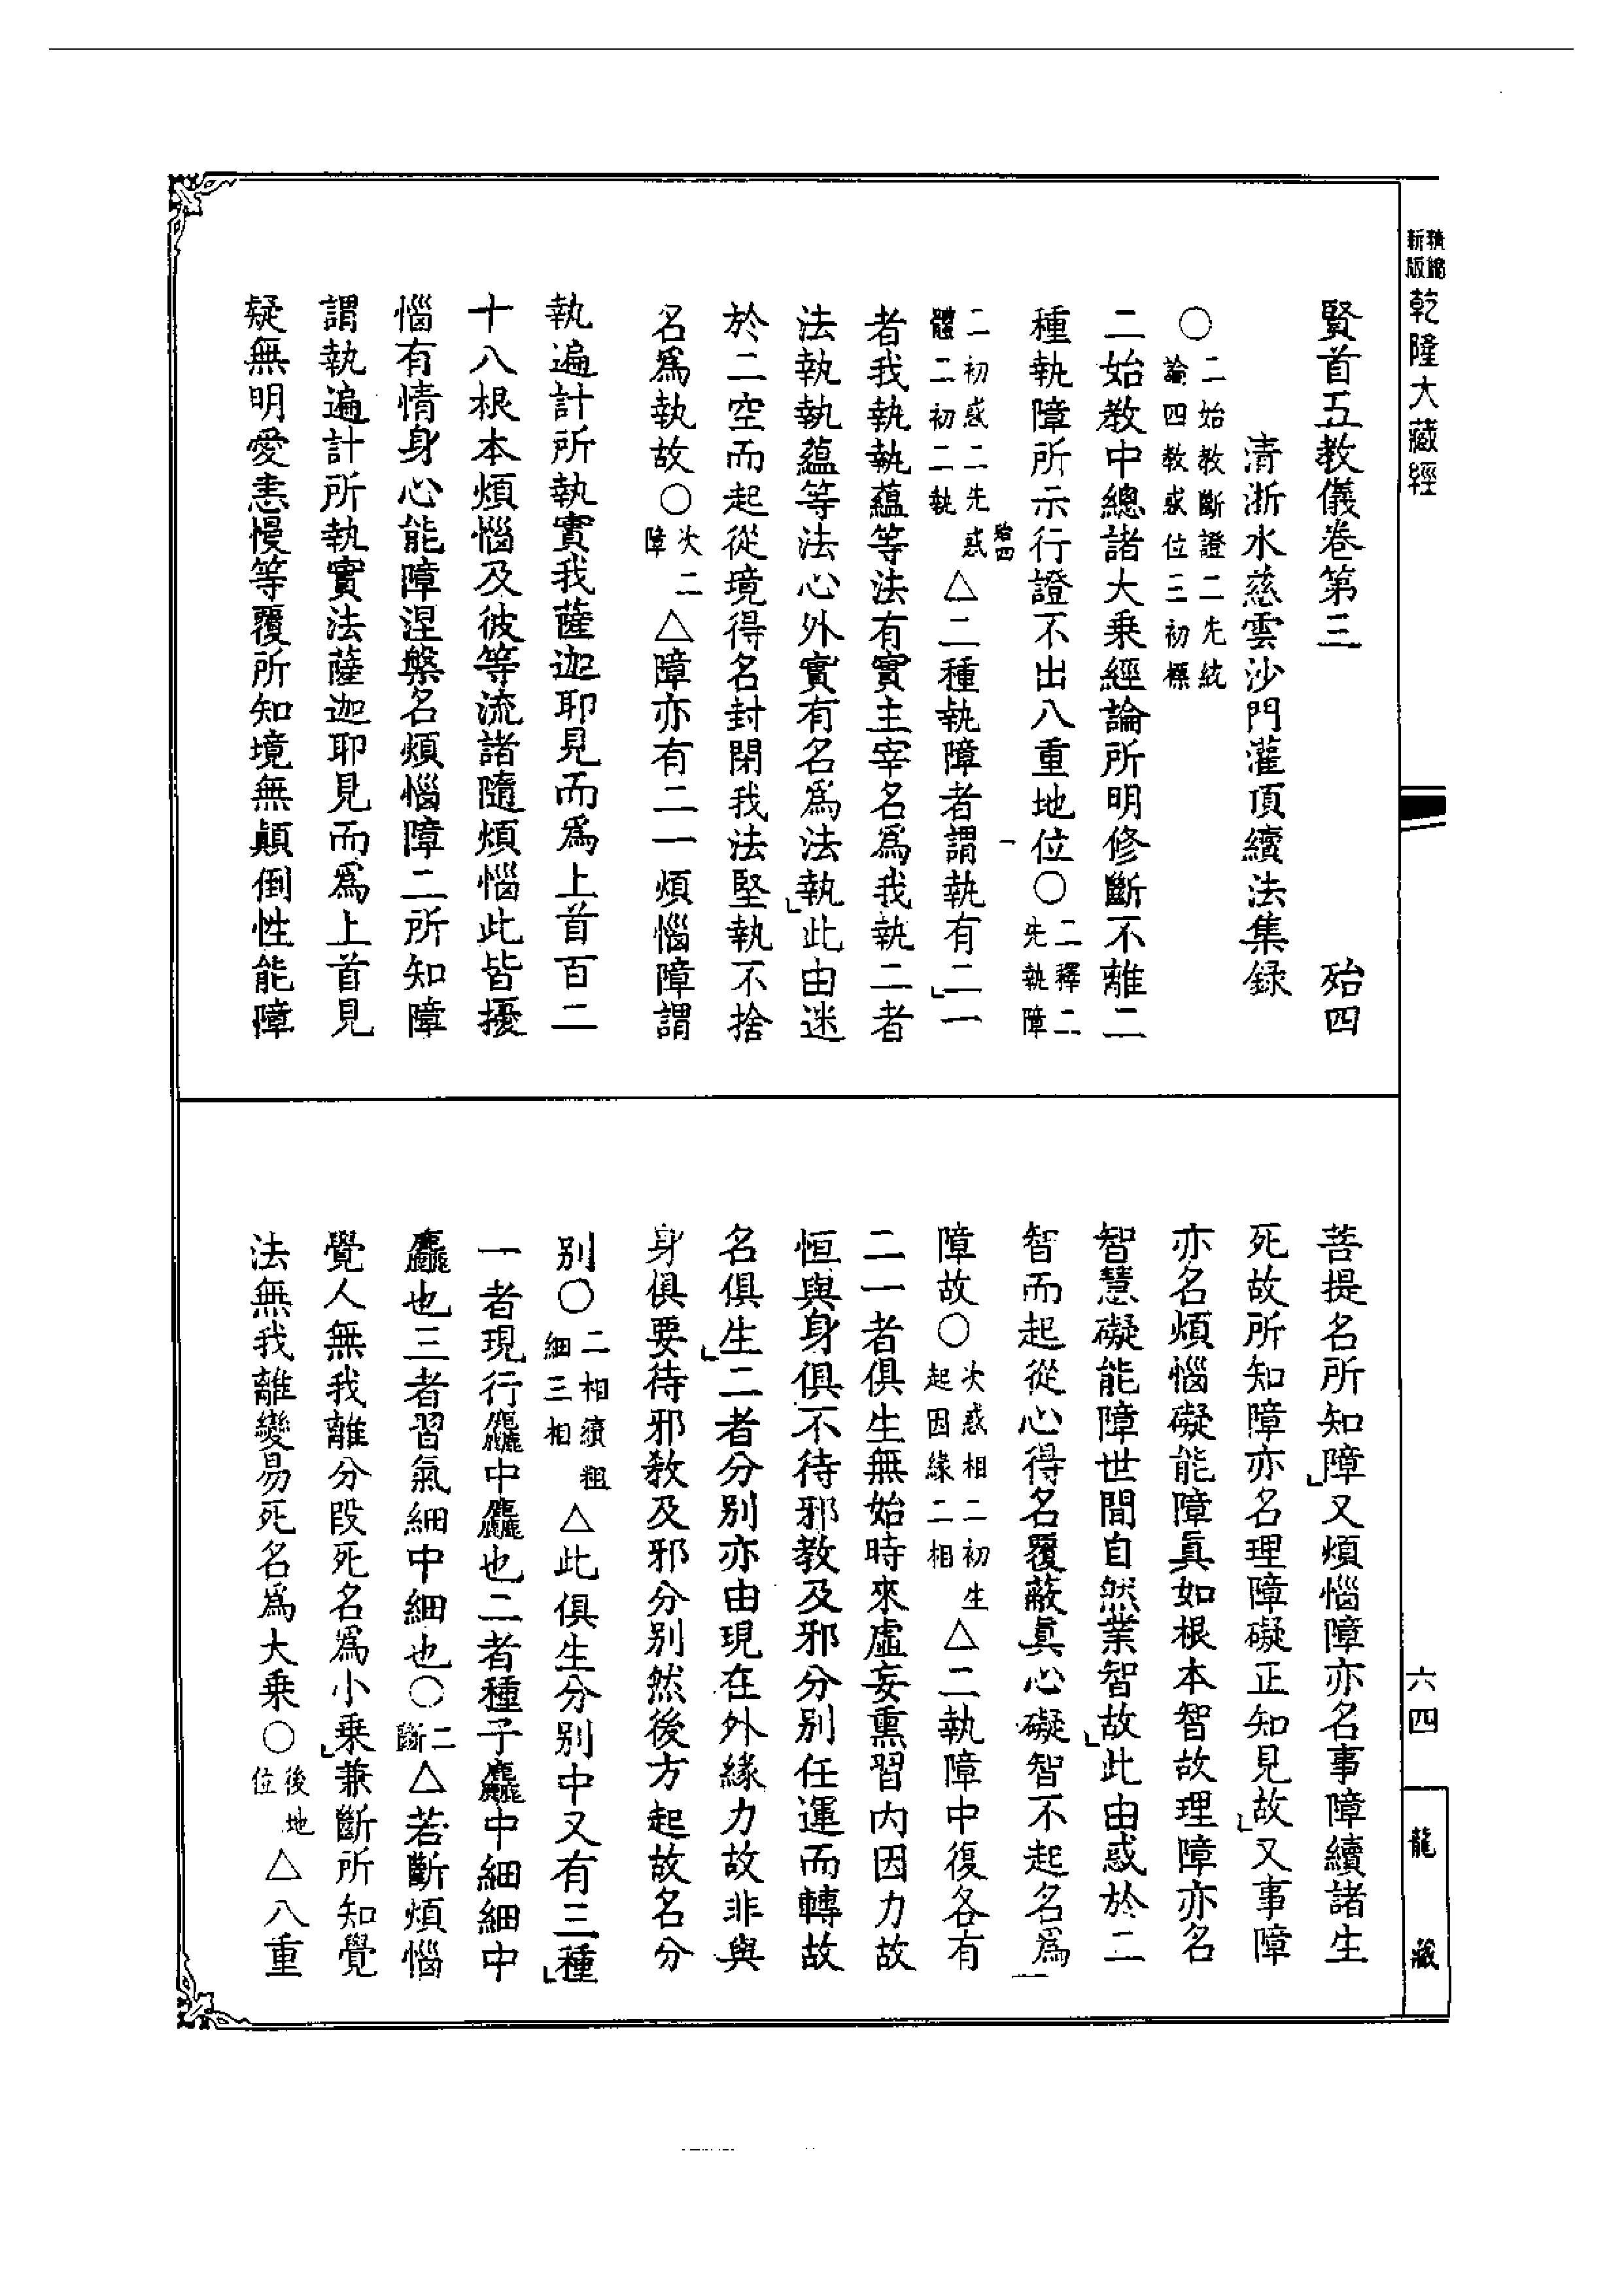 新版精縮
乾隆大藏經
賢首五教儀卷第三 殆四
清浙水慈雲沙門灌頂續法集録
○二始教斷證二先統論四教惑位三初標
二始教中總諸大乘經論所明修斷不離二
種執障所示行證不出八重地位○二釋二先執障
殆四
一
二初惑二先惑體二初二執△二種執障者謂執有二一
者我執執蘊等法有實主宰名爲我執二者
法執執蘊等法心外實有名爲法執此由迷
於二空而起從境得名封閉我法堅執不捨
名爲執故○次二障△障亦有二一煩惱障謂
執遍計所執實我薩迦耶見而爲上首百二
十八根本煩惱及彼等流諸隨煩惱此皆擾
惱有情身心能障涅槃名煩惱障二所知障
謂執遍計所執實法薩迦耶見而爲上首見
疑無明愛恚慢等覆所知境無顛倒性能障
菩提名所知障又煩惱障亦名事障續諸生
死故所知障亦名理障礙正知見故又事障
亦名煩惱礙能障真如根本智故理障亦名
智慧礙能障世間自然業智故此由惑於二
智而起從心得名覆蔽真心礙智不起名爲
障故○次惑相二初生起因緣二相△二執障中復各有
二一者俱生無始時來虛妄熏習内因力故
恒與身俱不待邪教及邪分別任運而轉故
名俱生二者分別亦由現在外緣力故非與
身俱要待邪教及邪分別然後方起故名分
別○二相續粗細三相△此俱生分別中又有三種
一者現行麤中麤也二者種子麤中細細中
麤也三者習氣細中細也○二斷△若斷煩惱
覺人無我離分段死名爲小乘兼斷所知覺
法無我離變易死名爲大乘○後地位△八重
六四
龍藏